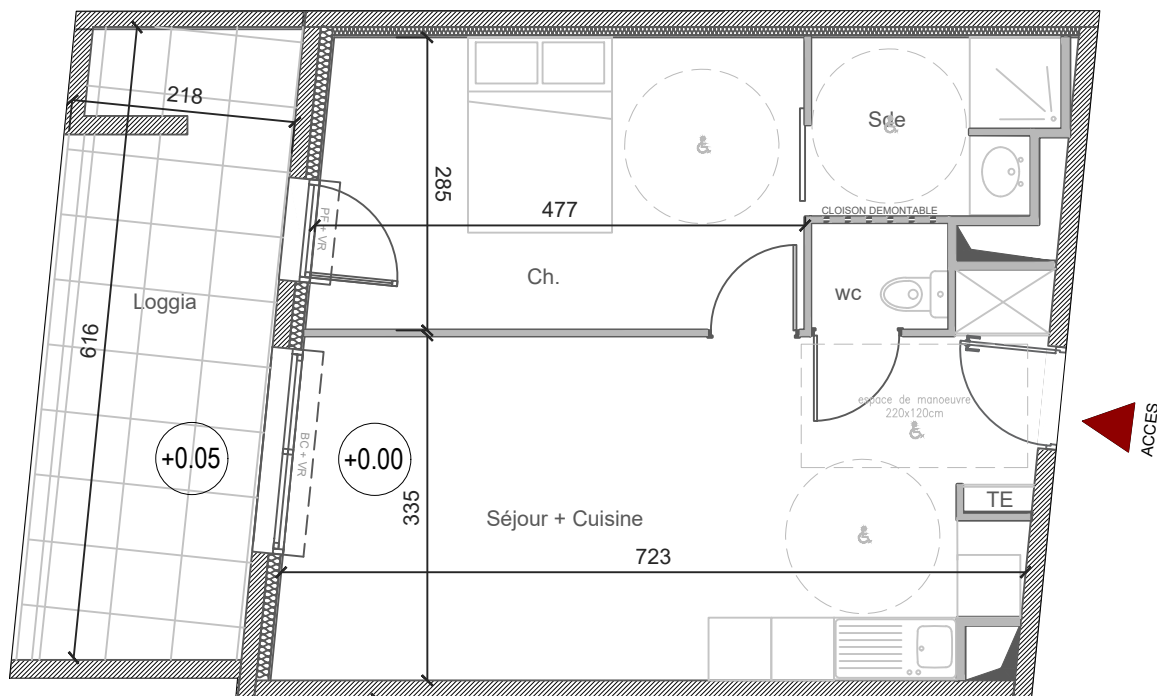 218
Sde
285
477
CLOISON DEMONTABLE
PF + VR
Ch.
wc
Loggia
616
espace de manoeuvre
220x120cm
ACCES
BC + VR
+0.05
+0.00
335
Séjour + Cuisine
TE
723